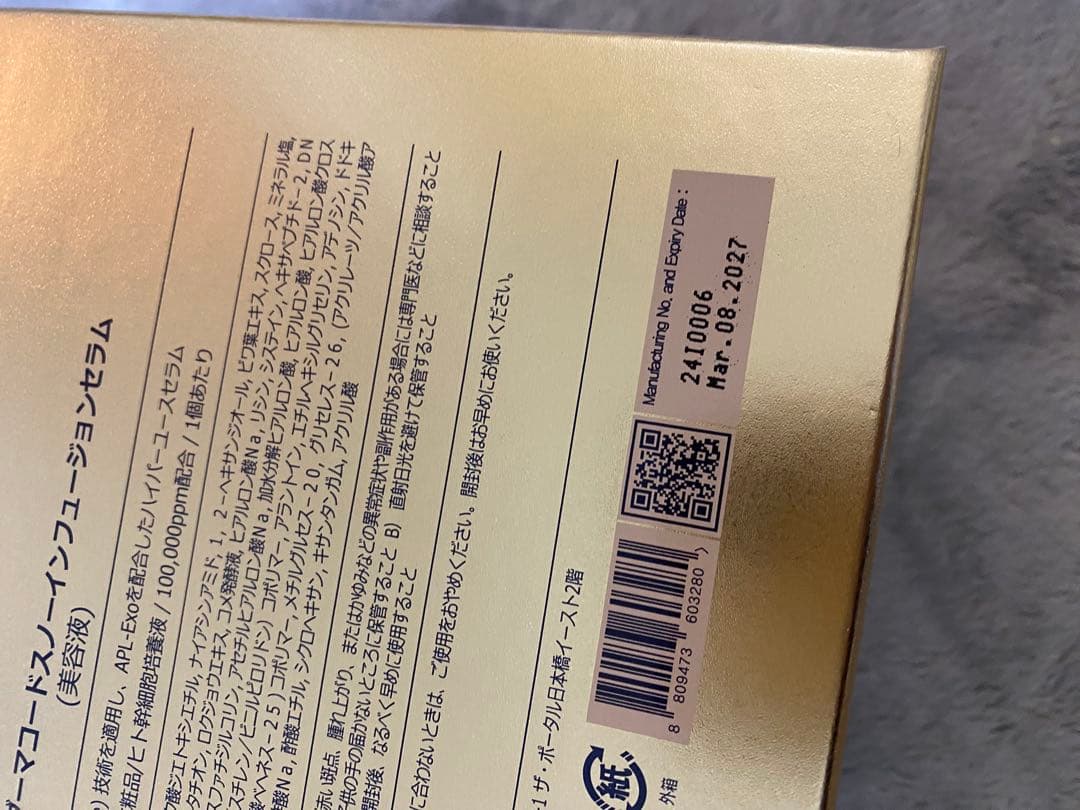 ーマコードスノーインフュージョンセラム
(美容液)
) 技術を適用し、APL-Exoを配合したハイパーユースセラム
粧品/ヒト幹細胞培養液 / 100,000ppm配合 / 1個あたり
酸ジエトキシエチル, ナイアシンアミド, 1, 2-ヘキサンジオール, ビワ葉エキス, スクロース, ミネラル塩,
タチオン, ロクジョウエキス, コメ発酵液, ヒアルロン酸Na, リシン, システイン, ヘキサペプチド-2, DN
スファチジルコリン, アセチルヒアルロン酸Na, 加水分解ヒアルロン酸, ヒアルロン酸, ヒアルロン酸クロス
スチレン/ビニルピロリドン) コポリマー, アラントイン, エチルヘキシルグリセリン, アデノシン, ドドキ
酸ベヘネス-25) コポリマー, メチルグルセス-20, グリセレス-26, (アクリレーツ/アクリル酸ア
酸Na, 酢酸エチル, シクロヘキサン, キサンタンガム, アクリル酸
赤い斑点、腫れ上がり、またはかゆみなどの異常症状や副作用がある場合には専門医などに相談すること
子供の手の届かないところに保管すること B) 直射日光を避けて保管すること
開封後、なるべく早めに使用すること
に合わないときは、ご使用をおやめください。開封後はお早めにお使いください。
-1 ザ・ポータル日本橋イースト2階
紙
外箱
Manufacturing No. and Expiry Date :
24I0006
Mar.08.2027
8 809473 603280